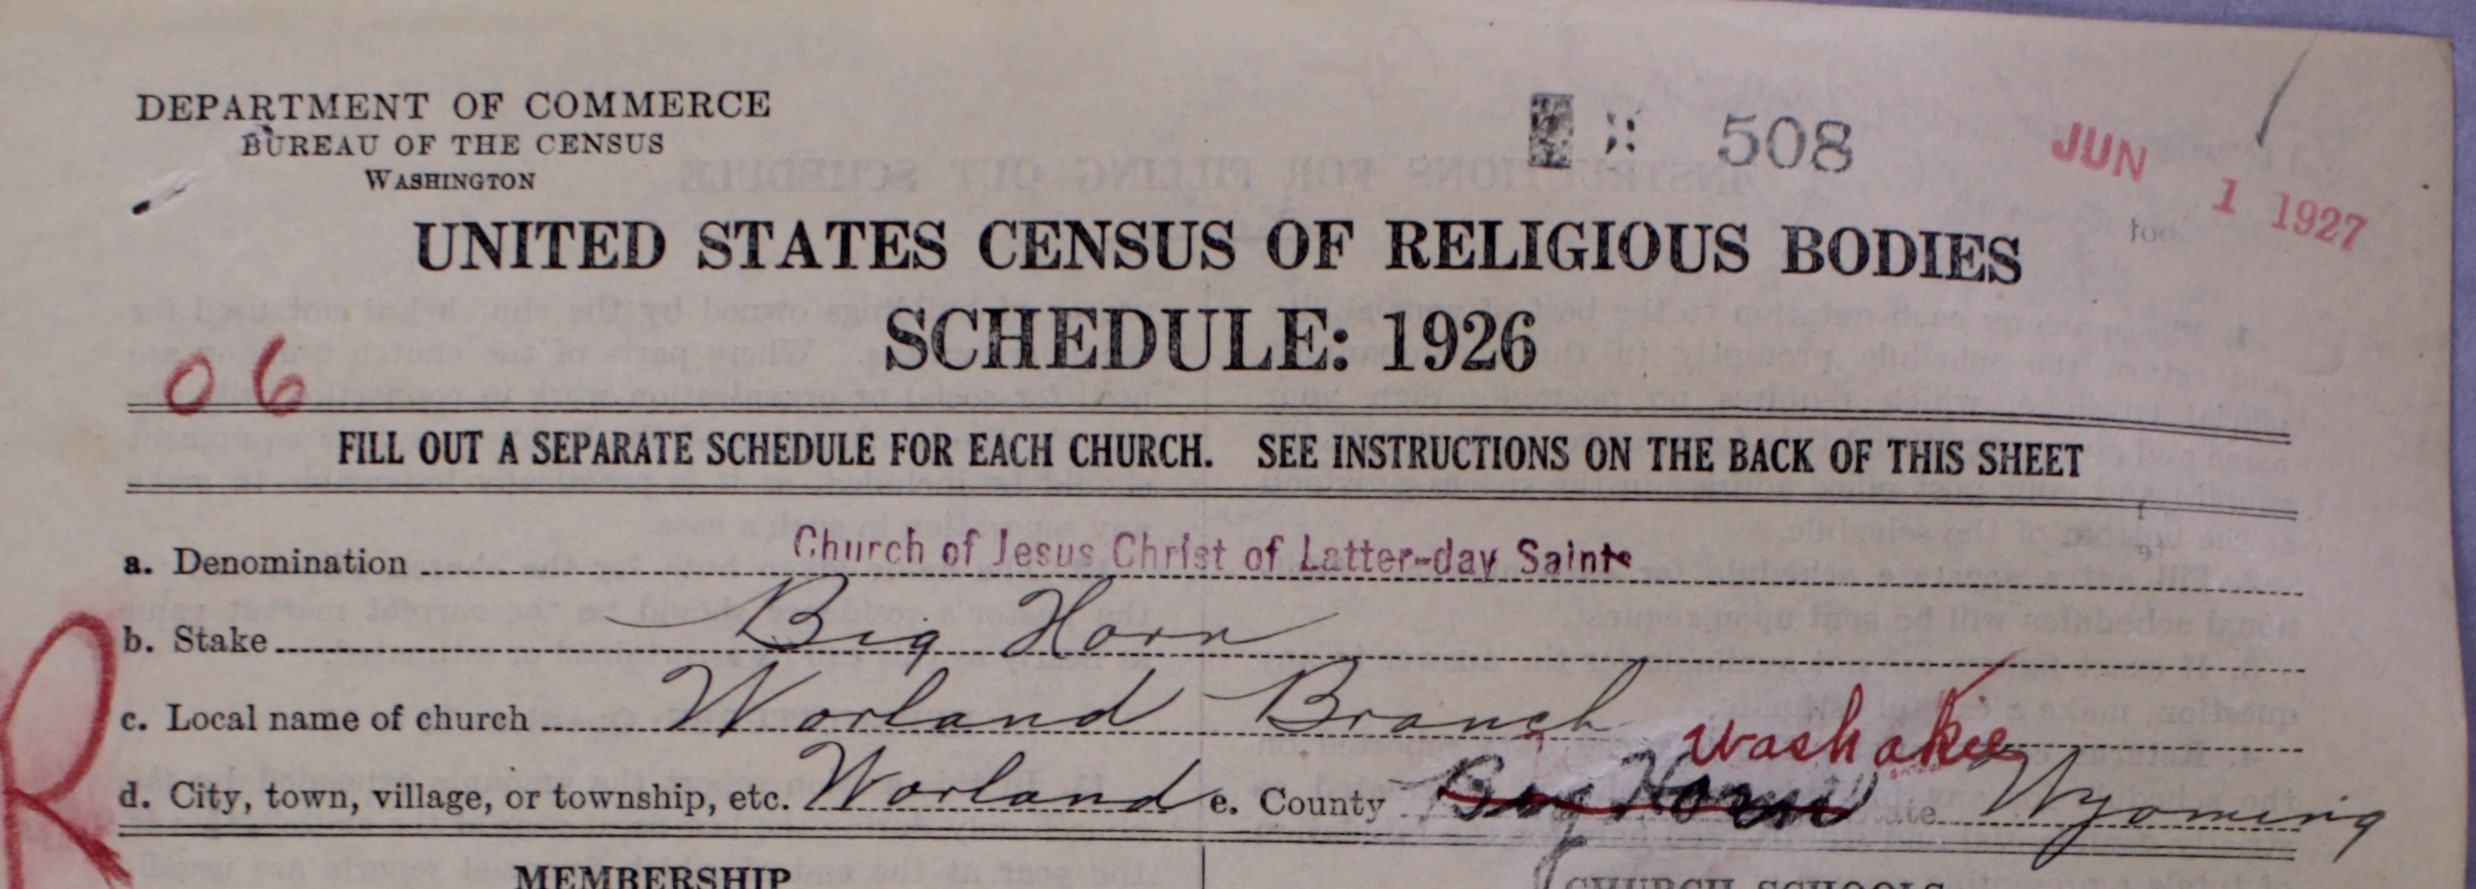 DEPARTMENT OF COMMERCE
BUREAU OF THE CENSUS
WASHINGTON
508
JUN 1 1927
UNITED STATES CENSUS OF RELIGIOUS BODIES
SCHEDULE: 1926
06
FILL OUT A SEPARATE SCHEDULE FOR EACH CHURCH. SEE INSTRUCTIONS ON THE BACK OF THIS SHEET
a. Denomination Church of Jesus Christ of Latter-day Saints
b. Stake Big Horn
c. Local name of church Worland Branch
Washakie
d. City, town, village, or township, etc. Worland e. County Big Horn State Wyoming
R
MEMBERSHIP
CHURCH SCHOOLS